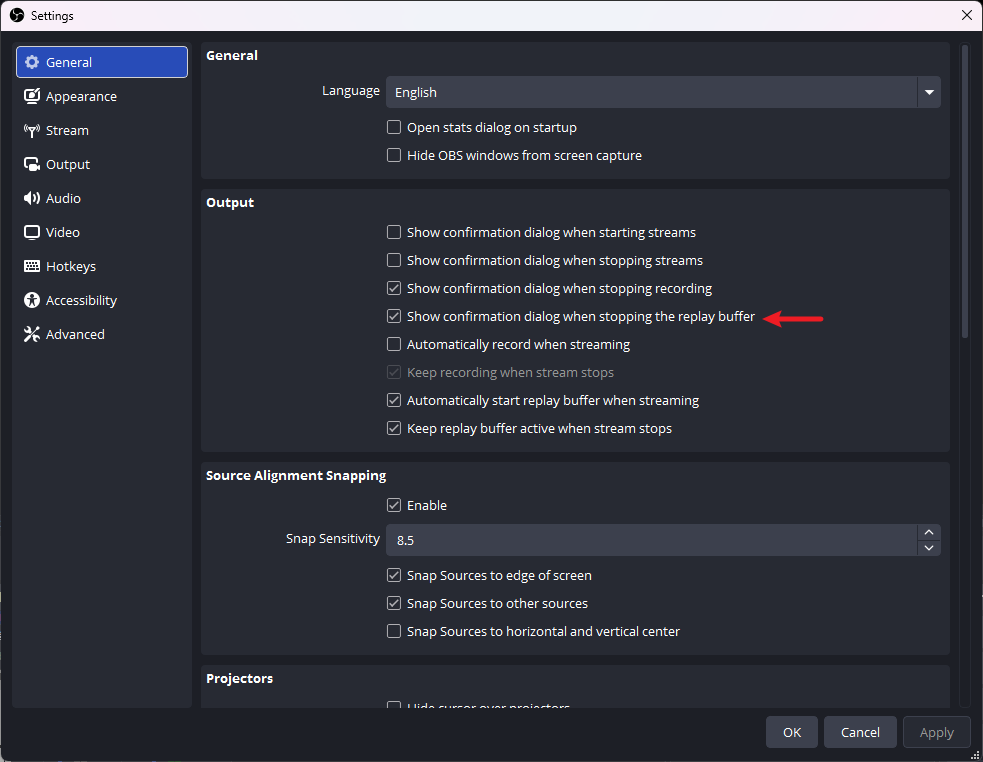 Settings
General
Appearance
Stream
Output
Audio
Video
Hotkeys
Accessibility
Advanced
General
Language English
Open stats dialog on startup
Hide OBS windows from screen capture
Output
Show confirmation dialog when starting streams
Show confirmation dialog when stopping streams
Show confirmation dialog when stopping recording
Show confirmation dialog when stopping the replay buffer
Automatically record when streaming
Keep recording when stream stops
Automatically start replay buffer when streaming
Keep replay buffer active when stream stops
Source Alignment Snapping
Enable
Snap Sensitivity 8.5
Snap Sources to edge of screen
Snap Sources to other sources
Snap Sources to horizontal and vertical center
Projectors
Hide cursor over projectors
OK Cancel Apply